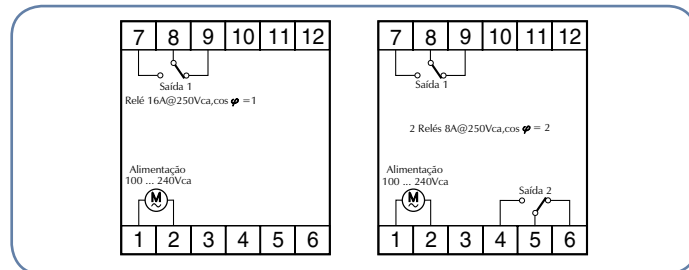 7 8 9 10 11 12
Saída 1
Relé 16A@250Vca,cos φ =1
Alimentação
100 ... 240Vca
M
~
1 2 3 4 5 6
7 8 9 10 11 12
Saída 1
2 Relés 8A@250Vca,cos φ = 2
Alimentação
100 ... 240Vca
M
~
Saída 2
1 2 3 4 5 6